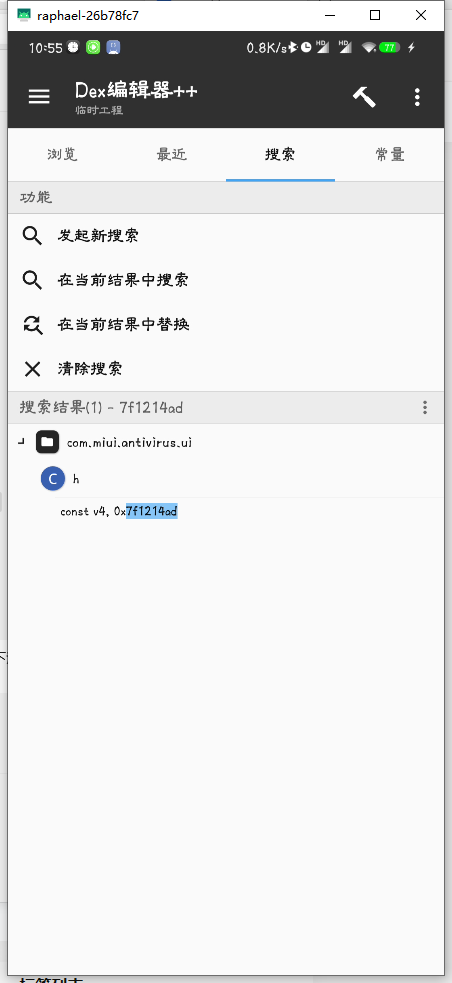 raphael-26b78fc7
10:55
0.8K/s HD HD 77
Dex编辑器++
临时工程
浏览 最近 搜索 常量
功能
发起新搜索
在当前结果中搜索
在当前结果中替换
清除搜索
搜索结果(1) - 7f1214ad
com.miui.antivirus.ui
C h
const v4, 0x7f1214ad